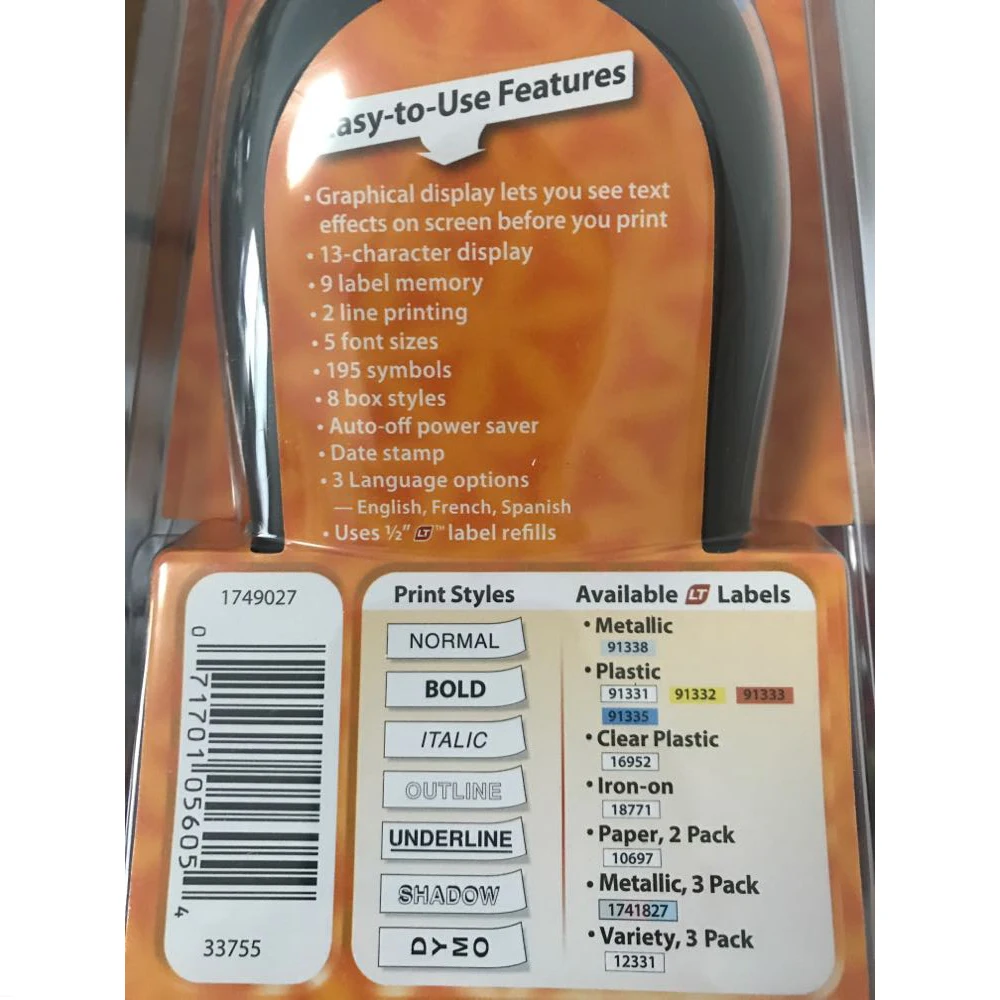 Easy-to-Use Features
• Graphical display lets you see text
effects on screen before you print
• 13-character display
• 9 label memory
• 2 line printing
• 5 font sizes
• 195 symbols
• 8 box styles
• Auto-off power saver
• Date stamp
• 3 Language options
— English, French, Spanish
• Uses ½" LT™ label refills
1749027
0 71701 05605 4
33755
Print Styles
NORMAL
BOLD
ITALIC
OUTLINE
UNDERLINE
SHADOW
DYMO
Available LT Labels
• Metallic
91338
• Plastic
91331 91332 91333
91335
• Clear Plastic
16952
• Iron-on
18771
• Paper, 2 Pack
10697
• Metallic, 3 Pack
1741827
• Variety, 3 Pack
12331